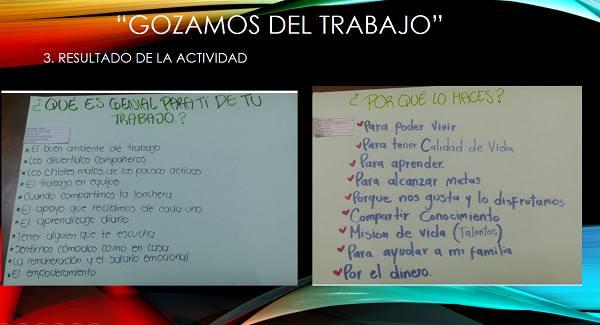 “GOZAMOS DEL TRABAJO”
3. RESULTADO DE LA ACTIVIDAD
¿QUÉ ES GENIAL PARA TI DE TU
TRABAJO?
★El buen ambiente de trabajo
★Los divertidos compañeros
★Los chistes malos de las pausas activas
★El trabajo en equipo
★Cuando compartimos la lonchera
★El apoyo que recibimos de cada uno
★El aprendizaje diario
★Tener alguien que te escucha
★Sentirnos cómodos como en casa
★La remuneración y el salario emocional
★El empoderamiento
¿POR QUÉ LO HACES?
❤Para poder Vivir
❤Para tener Calidad de Vida
❤Para aprender.
❤Para alcanzar metas
❤Porque nos gusta y lo disfrutamos
❤Compartir Conocimiento
❤Mision de vida (Talentos)
❤Para ayudar a mi familia
❤Por el dinero.